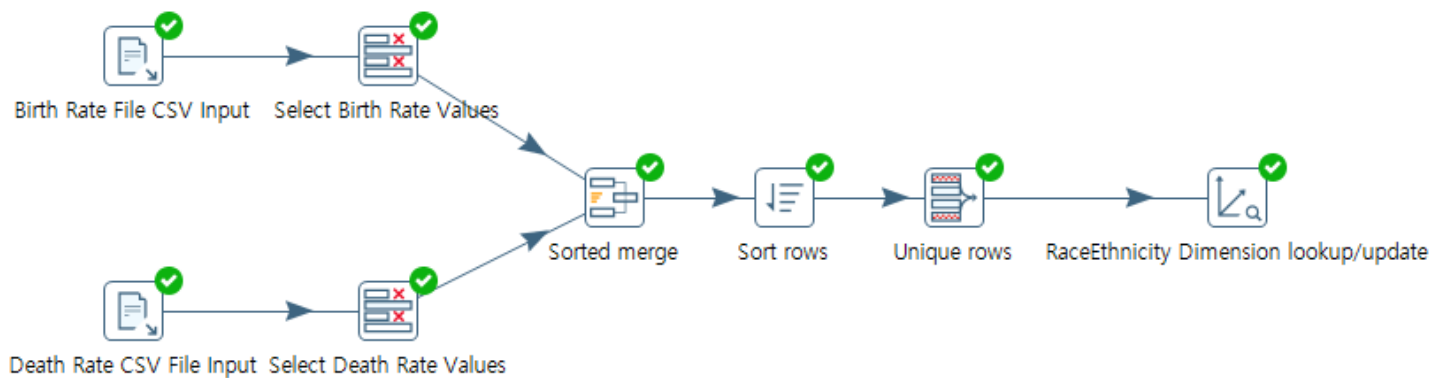 Birth Rate File CSV Input
Select Birth Rate Values
Sorted merge
Sort rows
Unique rows
RaceEthnicity Dimension lookup/update
Death Rate CSV File Input
Select Death Rate Values